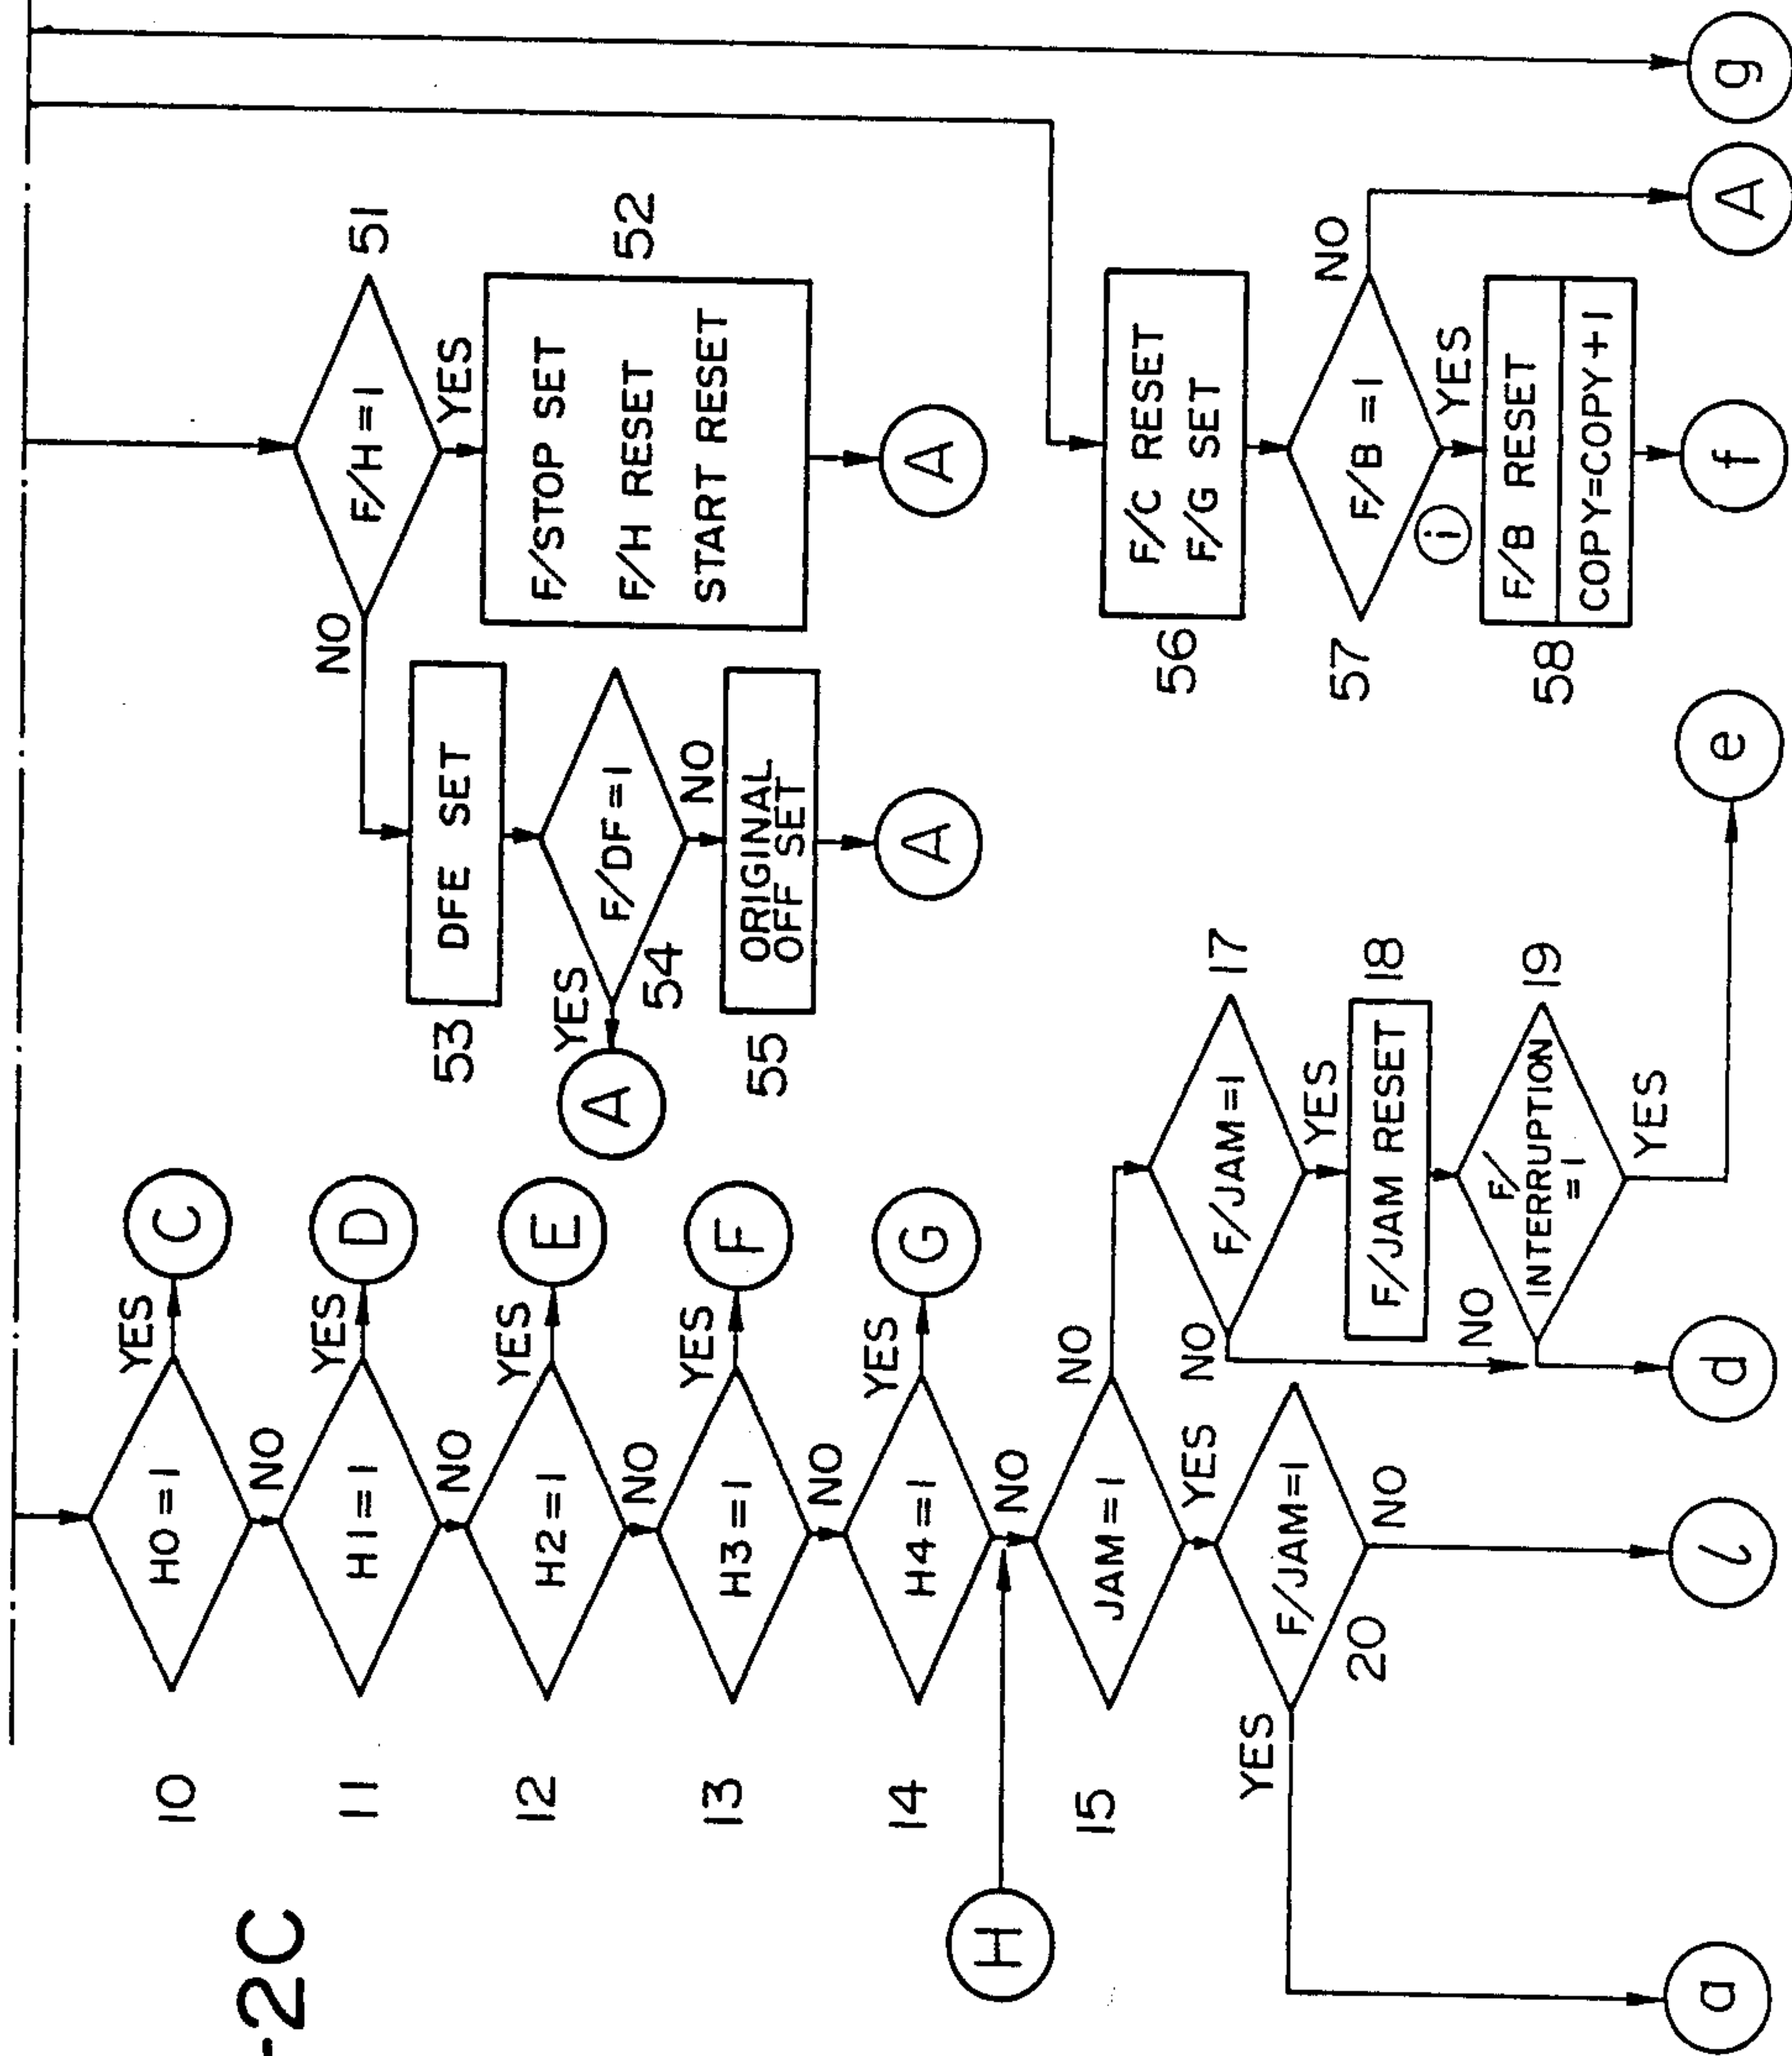 -2C
10
HO=1
YES
C
NO
11
H1=1
YES
D
NO
12
H2=1
YES
E
NO
13
H3=1
YES
F
NO
14
H4=1
YES
G
NO
H
15
JAM=1
NO
YES
F/JAM=1
20
YES
NO
a
l
F/JAM=1
17
NO
YES
F/JAM RESET
18
F/
INTERRUPTION
=1
19
NO
YES
d
e
F/H=1
51
NO
YES
F/STOP SET
F/H RESET
START RESET
52
A
DFE SET
53
F/DF=1
54
YES
A
NO
ORIGINAL
OFF SET
55
A
F/C RESET
F/G SET
56
F/B=1
57
NO
A
i
YES
F/B RESET
COPY=COPY+1
58
f
g